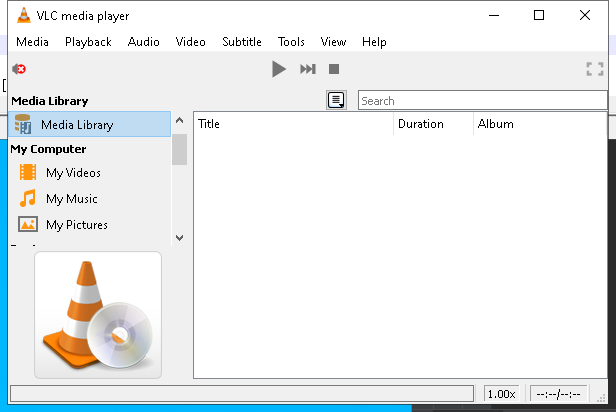 VLC media player
Media Playback Audio Video Subtitle Tools View Help
Media Library
Search
Media Library
Title Duration Album
My Computer
My Videos
My Music
My Pictures
1.00x --:--/--:--